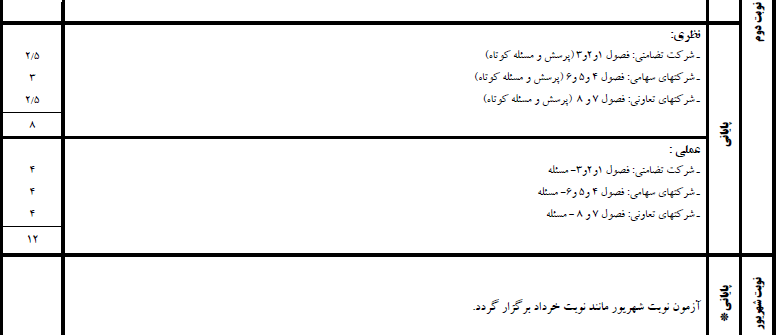 نوبت دوم
پایانی
نظری:
ـ شرکت تضامنی: فصول ۱و۲و۳ (پرسش و مسئله کوتاه) ۲/۵
ـ شرکتهای سهامی: فصول ۴ و۵ و۶ (پرسش و مسئله کوتاه) ۳
ـ شرکتهای تعاونی: فصول ۷ و ۸ (پرسش و مسئله کوتاه) ۲/۵
۸
عملی :
ـ شرکت تضامنی: فصول ۱و۲و۳- مسئله ۴
ـ شرکتهای سهامی: فصول ۴ و۵ و۶- مسئله ۴
ـ شرکتهای تعاونی: فصول ۷ و ۸ - مسئله ۴
۱۲
نوبت شهریور
پایانی *
آزمون نوبت شهریور مانند نوبت خرداد برگزار گردد.